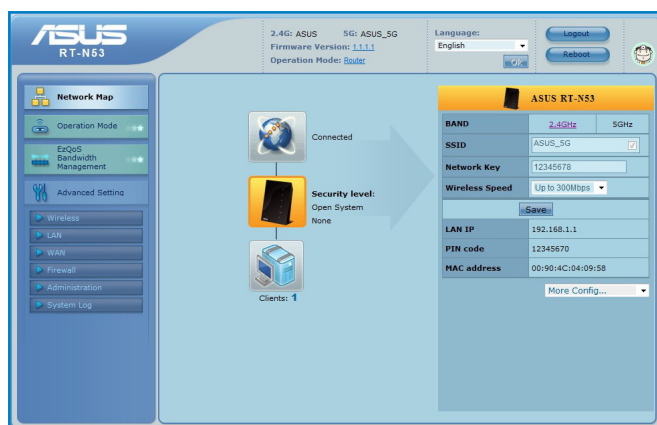 ASUS
RT-N53
2.4G: ASUS 5G: ASUS_5G
Firmware Version: 1.1.1.1
Operation Mode: Router
Language:
English
OK
Logout
Reboot
Network Map
Operation Mode
EzQoS
Bandwidth
Management
Advanced Setting
Wireless
LAN
WAN
Firewall
Administration
System Log
Connected
Security level:
Open System
None
Clients: 1
ASUS RT-N53
BAND 2.4GHz 5GHz
SSID ASUS_5G
Network Key 12345678
Wireless Speed Up to 300Mbps
Save
LAN IP 192.168.1.1
PIN code 12345670
MAC address 00:90:4C:04:09:58
More Config...